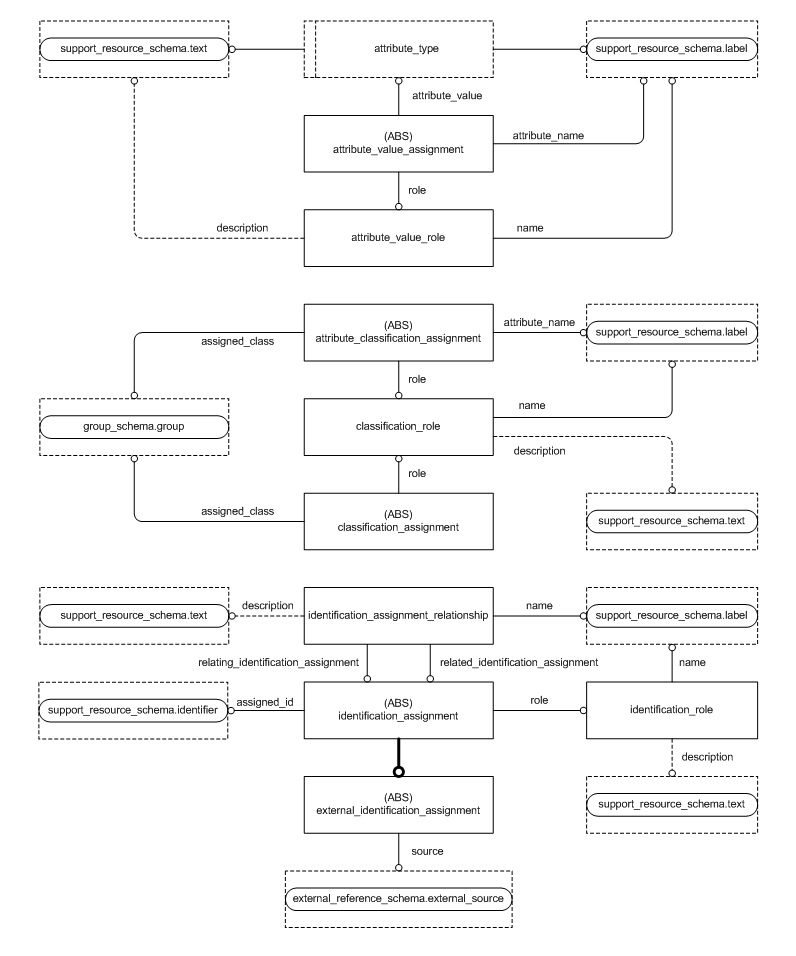 support_resource_schema.text
attribute_type
support_resource_schema.label
attribute_value
(ABS)
attribute_value_assignment
attribute_name
role
description
attribute_value_role
name
(ABS)
attribute_classification_assignment
attribute_name
support_resource_schema.label
assigned_class
role
name
group_schema.group
classification_role
description
role
assigned_class
(ABS)
classification_assignment
support_resource_schema.text
support_resource_schema.text
description
identification_assignment_relationship
name
support_resource_schema.label
relating_identification_assignment
related_identification_assignment
name
support_resource_schema.identifier
assigned_id
(ABS)
identification_assignment
role
identification_role
description
(ABS)
external_identification_assignment
support_resource_schema.text
source
external_reference_schema.external_source